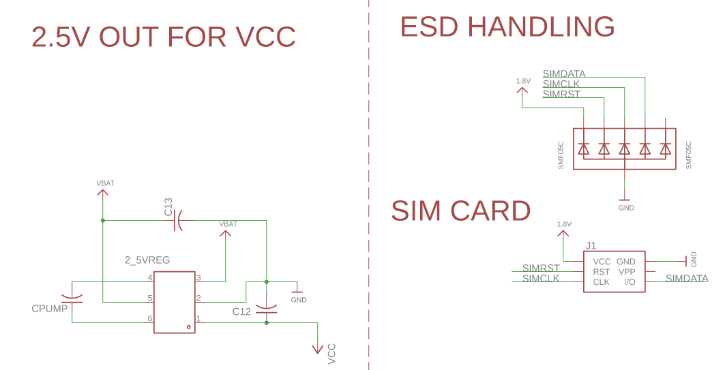 2.5V OUT FOR VCC
VBAT
C13
VBAT
2_5VREG
4
3
5
2
6
1
CPUMP
C12
GND
VCC
ESD HANDLING
1.8V
SIMDATA
SIMCLK
SIMRST
SMF05C
SMF05C
GND
SIM CARD
1.8V
J1
VCC GND
RST VPP
CLK I/O
GND
SIMRST
SIMCLK
SIMDATA